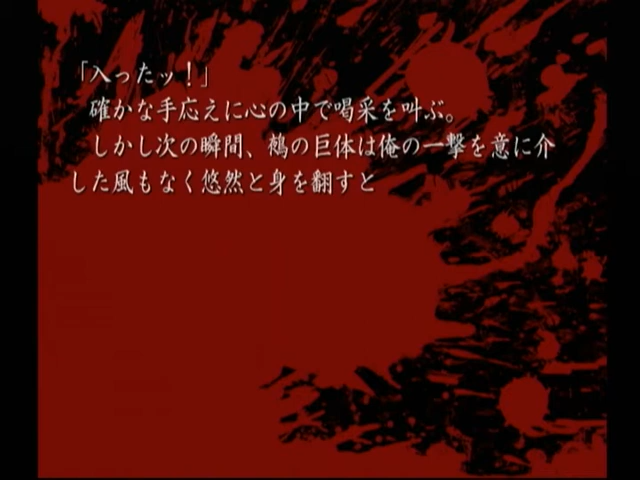 「入ったッ！」
確かな手応えに心の中で喝采を叫ぶ。
しかし次の瞬間、鵺の巨体は俺の一撃を意に介
した風もなく悠然と身を翻すと